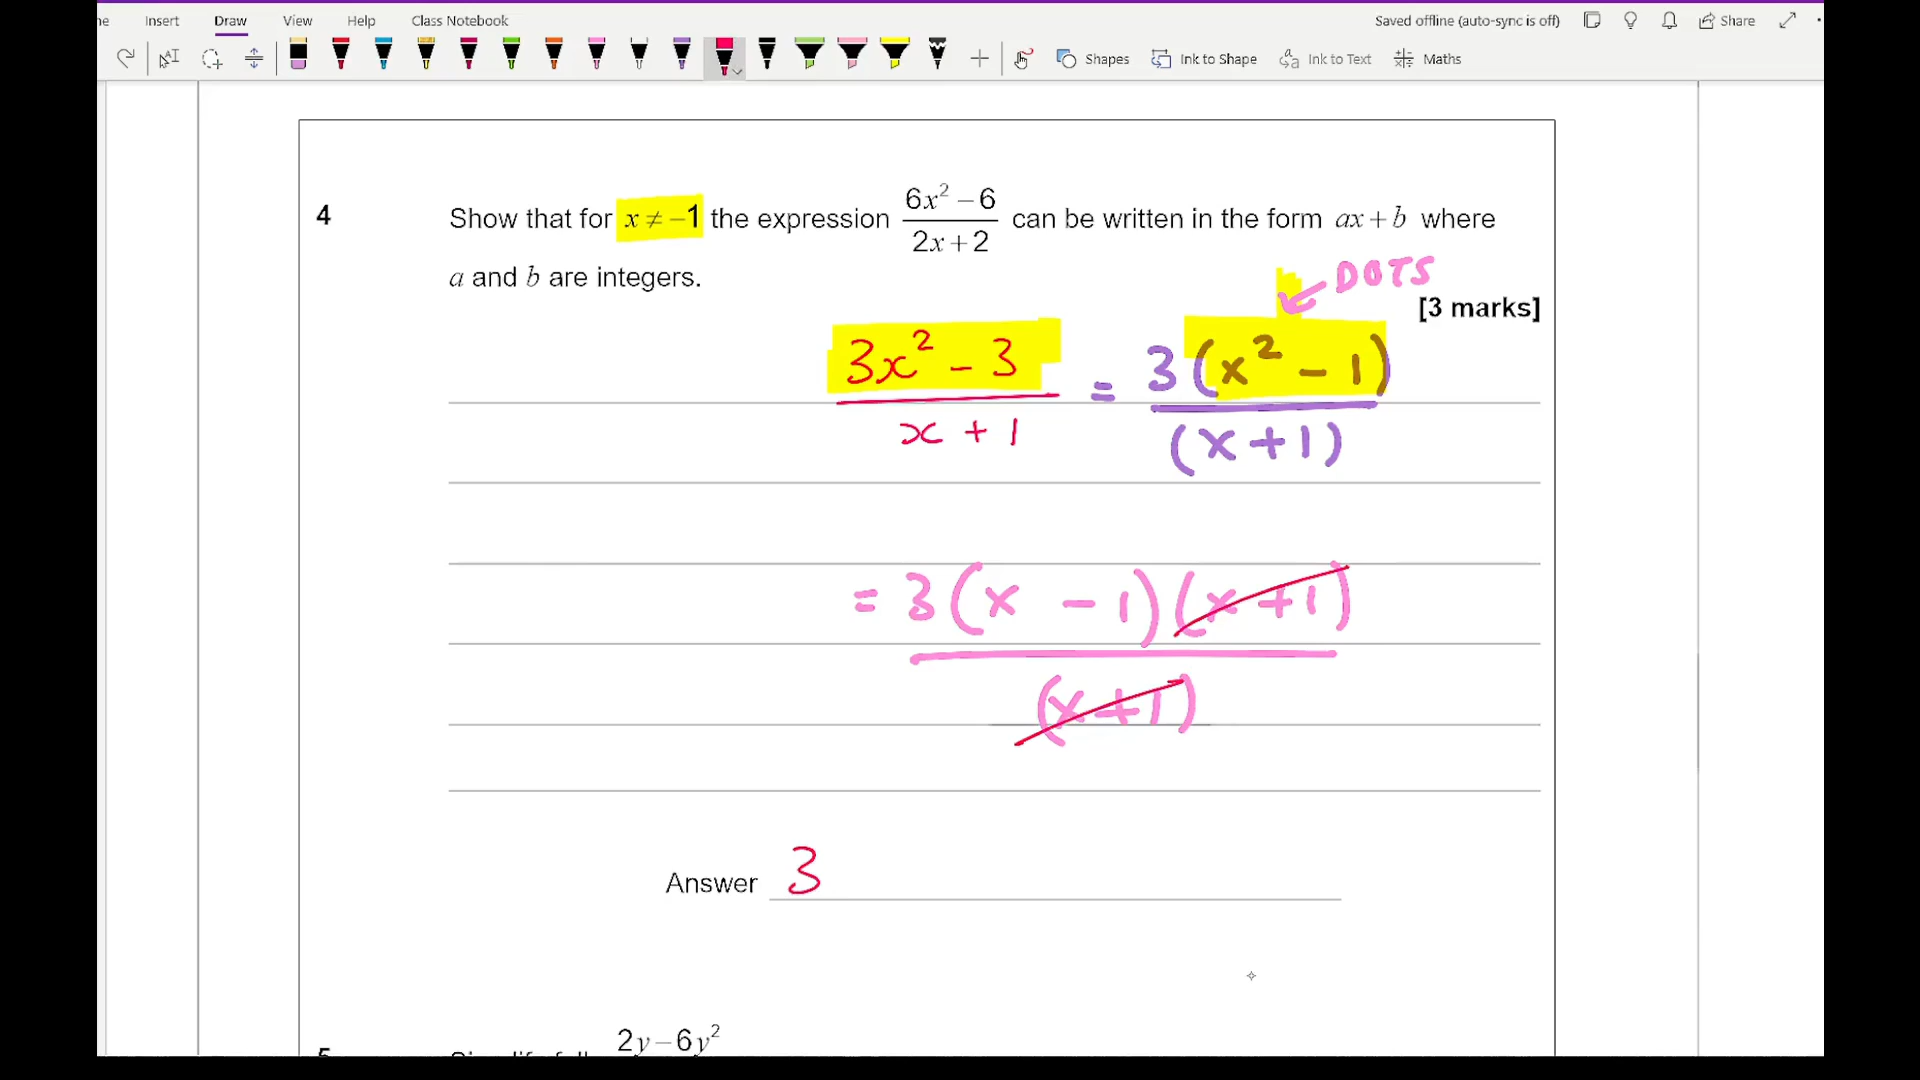 Insert Draw View Help Class Notebook Saved offline (auto-sync is off) Share
Shapes Ink to Shape Ink to Text Maths
4 Show that for x ≠ −1 the expression (6x² − 6)/(2x + 2) can be written in the form ax + b where
a and b are integers.
DOTS
[3 marks]
(3x² − 3)/(x + 1) = 3(x² − 1)/(x + 1)
= 3(x − 1)(x + 1)/(x + 1)
Answer 3
2y − 6y²